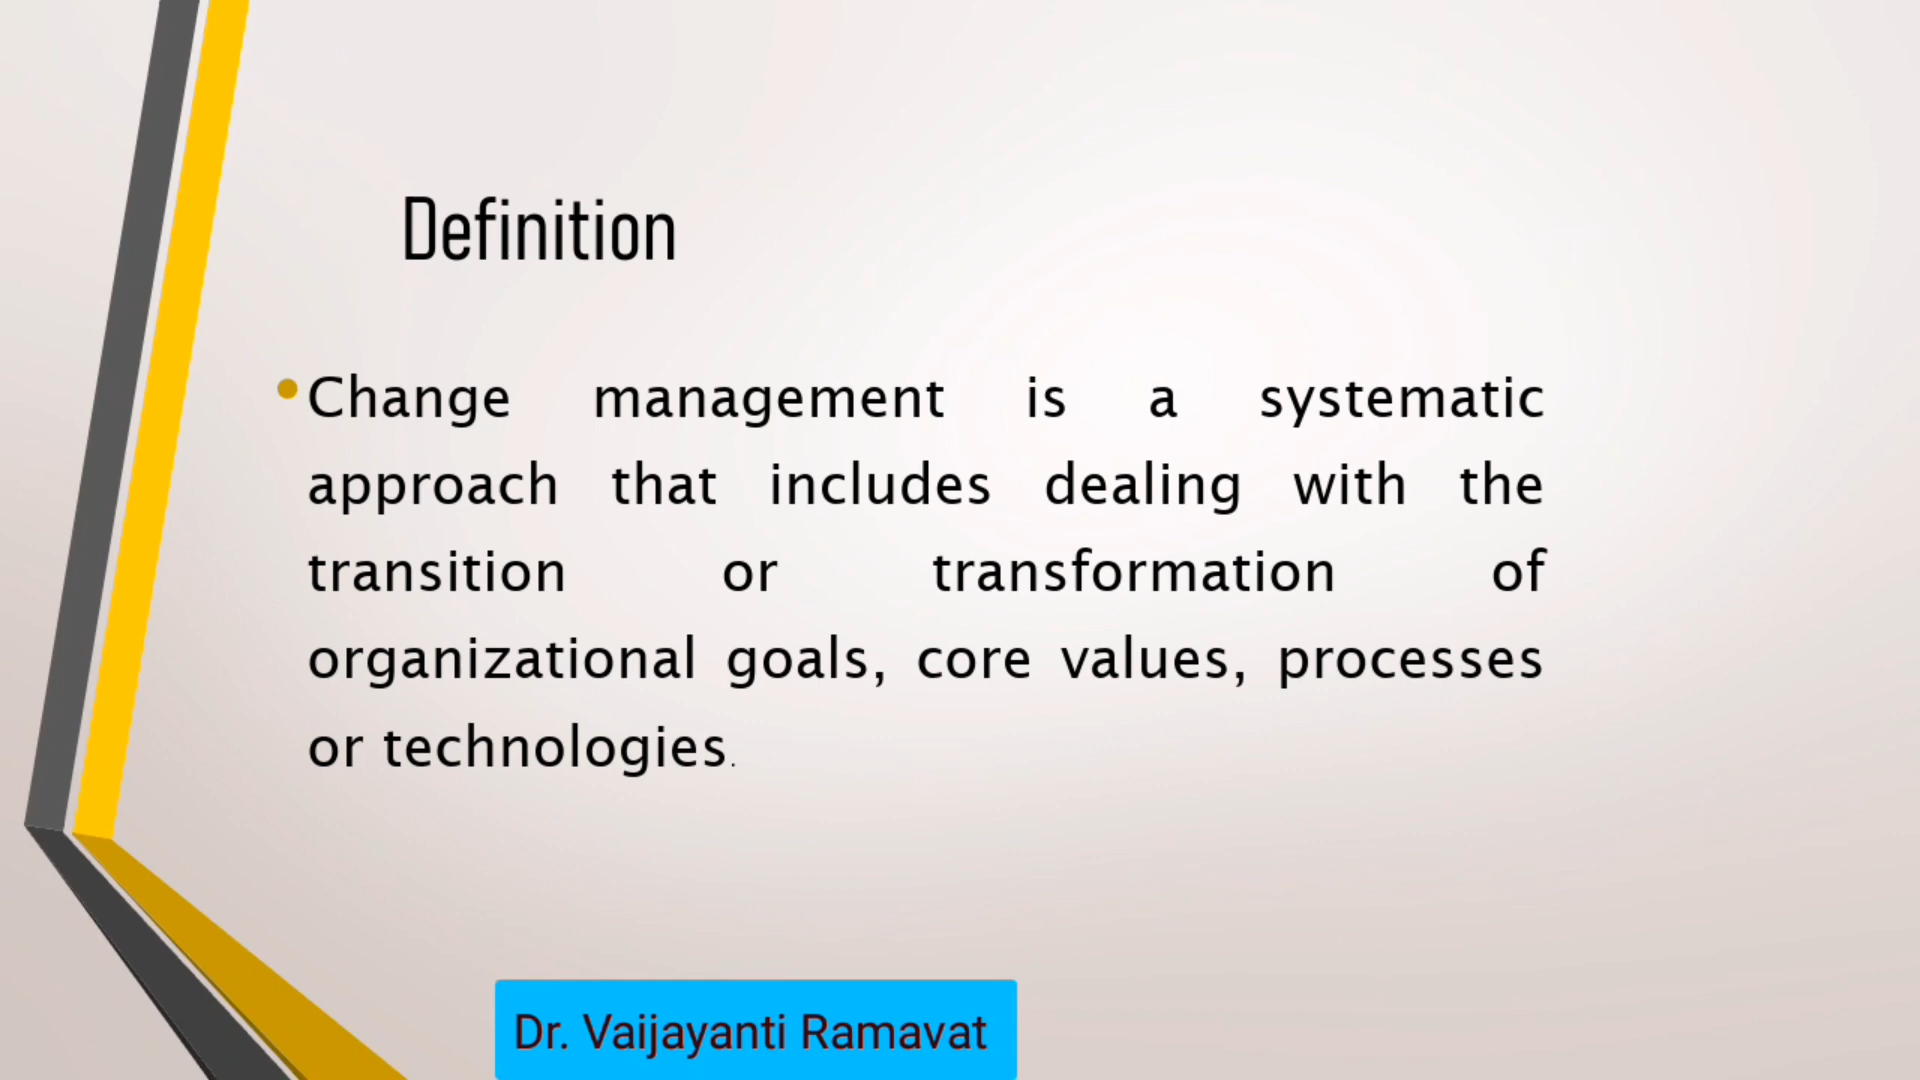 Definition
• Change management is a systematic
approach that includes dealing with the
transition or transformation of
organizational goals, core values, processes
or technologies.
Dr. Vaijayanti Ramavat